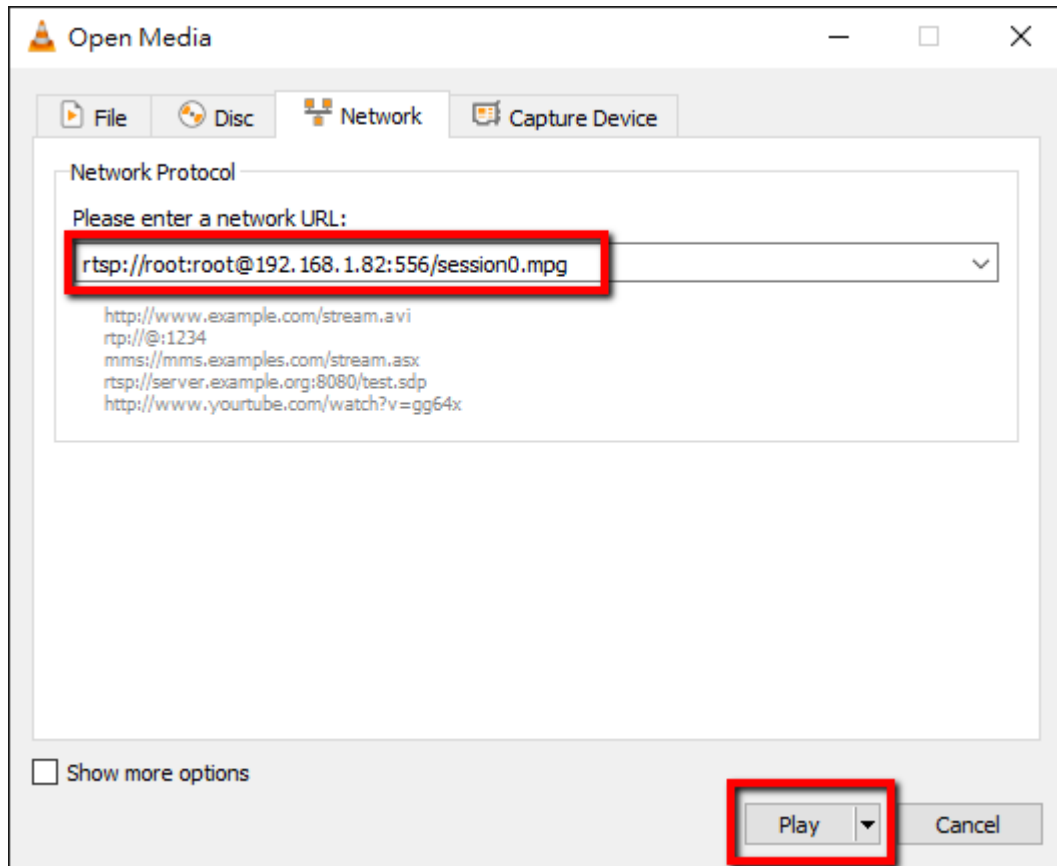 Open Media
File Disc Network Capture Device
Network Protocol
Please enter a network URL:
rtsp://root:root@192.168.1.82:556/session0.mpg
http://www.example.com/stream.avi
rtp://@:1234
mms://mms.examples.com/stream.asx
rtsp://server.example.org:8080/test.sdp
http://www.yourtube.com/watch?v=gg64x
Show more options
Play Cancel